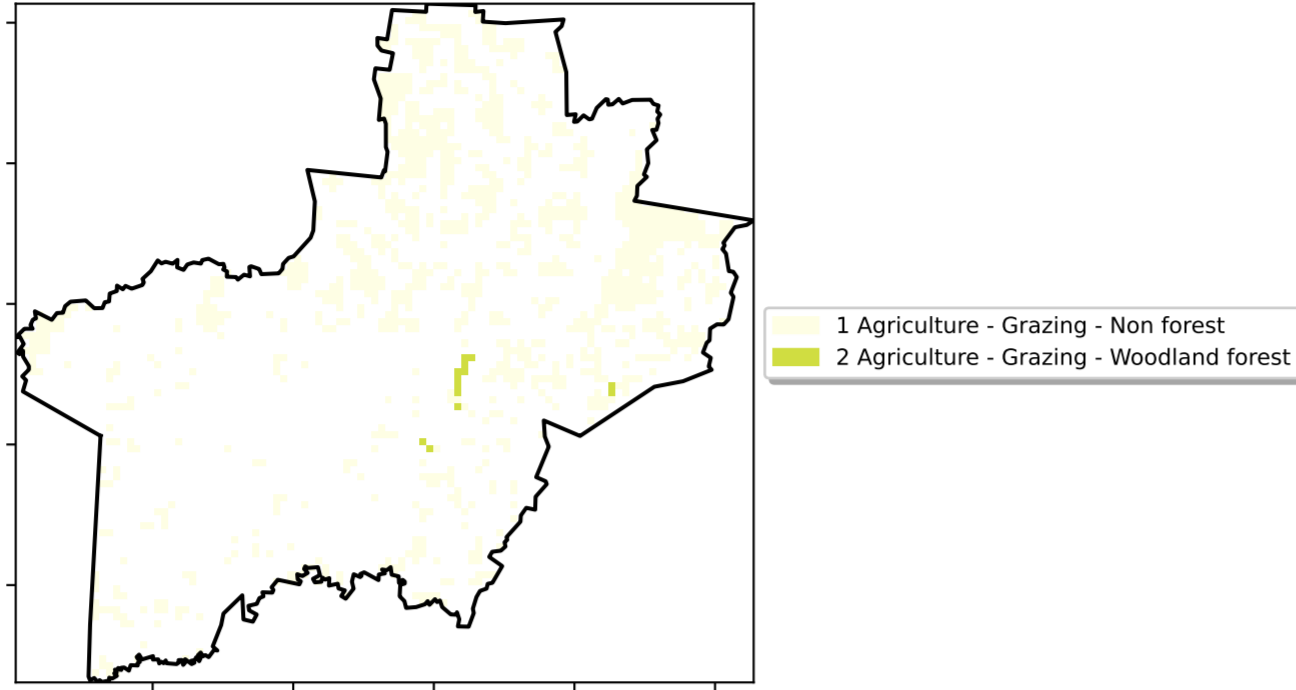 1 Agriculture - Grazing - Non forest
2 Agriculture - Grazing - Woodland forest